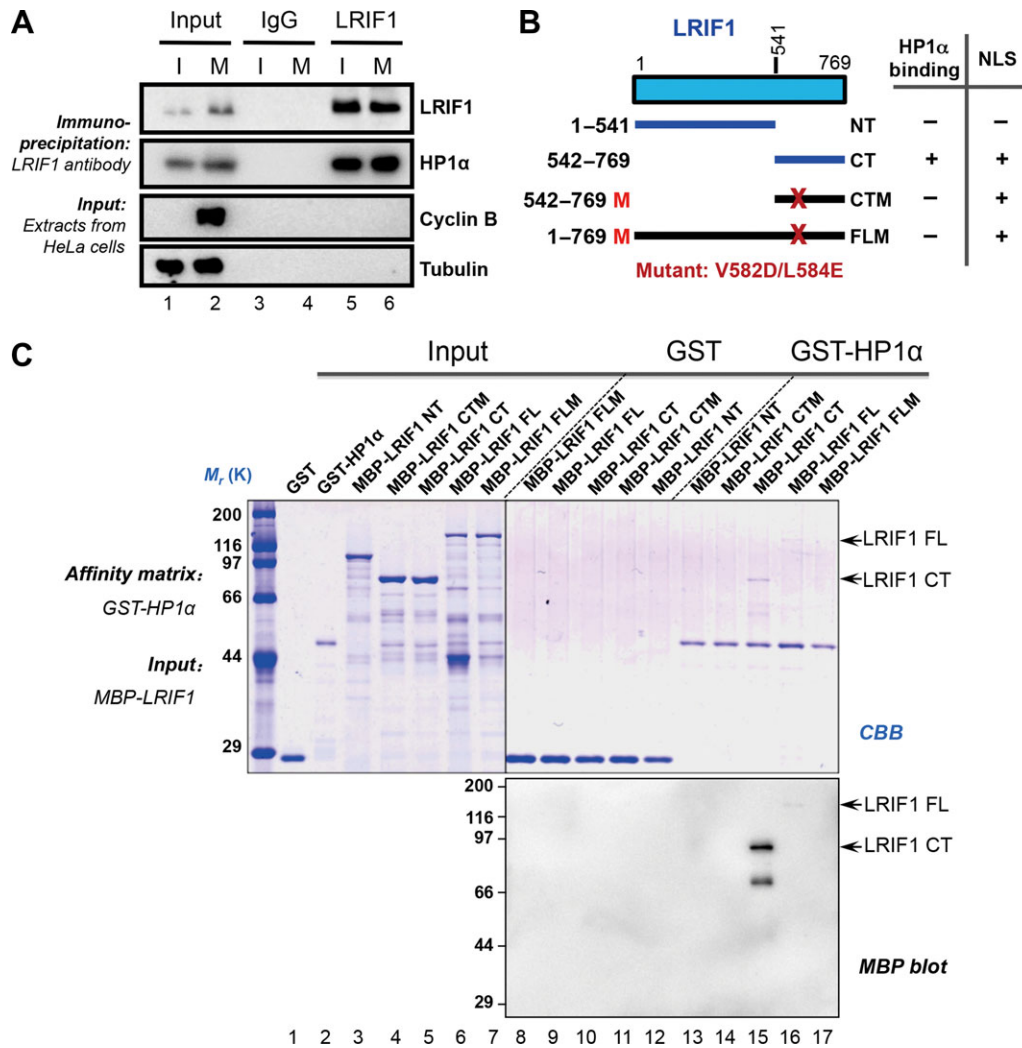 A
Input IgG LRIF1
I M I M I M
Immuno-
precipitation:
LRIF1 antibody
Input:
Extracts from
HeLa cells
LRIF1
HP1α
Cyclin B
Tubulin
1 2 3 4 5 6
B
LRIF1
1 541 769
HP1α
binding
NLS
1–541 NT – –
542–769 CT + +
542–769 M X CTM – +
1–769 M X FLM – +
Mutant: V582D/L584E
C
Input GST GST-HP1α
Mr (K)
GST
GST-HP1α
MBP-LRIF1 NT
MBP-LRIF1 CTM
MBP-LRIF1 CT
MBP-LRIF1 FL
MBP-LRIF1 FLM
MBP-LRIF1 FLM
MBP-LRIF1 FL
MBP-LRIF1 CT
MBP-LRIF1 CTM
MBP-LRIF1 NT
MBP-LRIF1 NT
MBP-LRIF1 CTM
MBP-LRIF1 CT
MBP-LRIF1 FL
MBP-LRIF1 FLM
200
116
97
66
44
29
Affinity matrix:
GST-HP1α
Input:
MBP-LRIF1
LRIF1 FL
LRIF1 CT
CBB
200
116
97
66
44
29
LRIF1 FL
LRIF1 CT
MBP blot
1 2 3 4 5 6 7 8 9 10 11 12 13 14 15 16 17